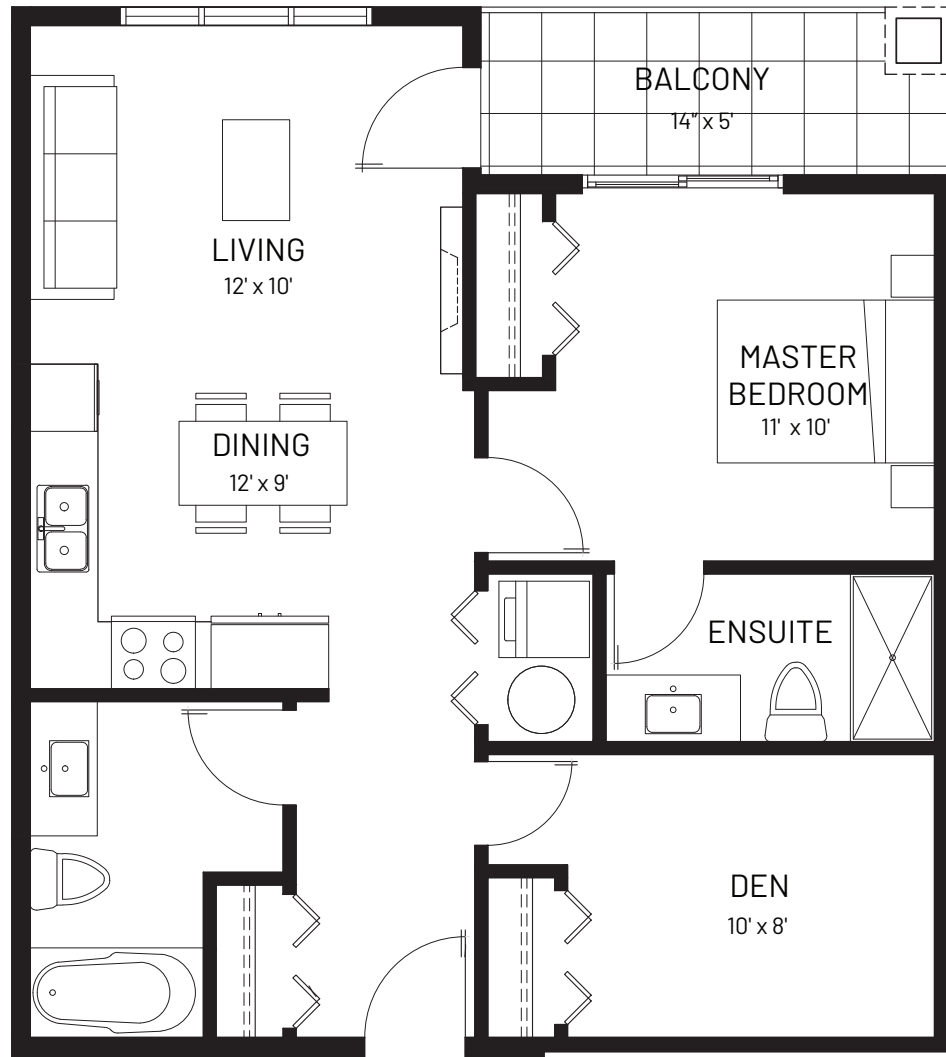 BALCONY
14" x 5'
LIVING
12' x 10'
MASTER
BEDROOM
11' x 10'
DINING
12' x 9'
ENSUITE
DEN
10' x 8'